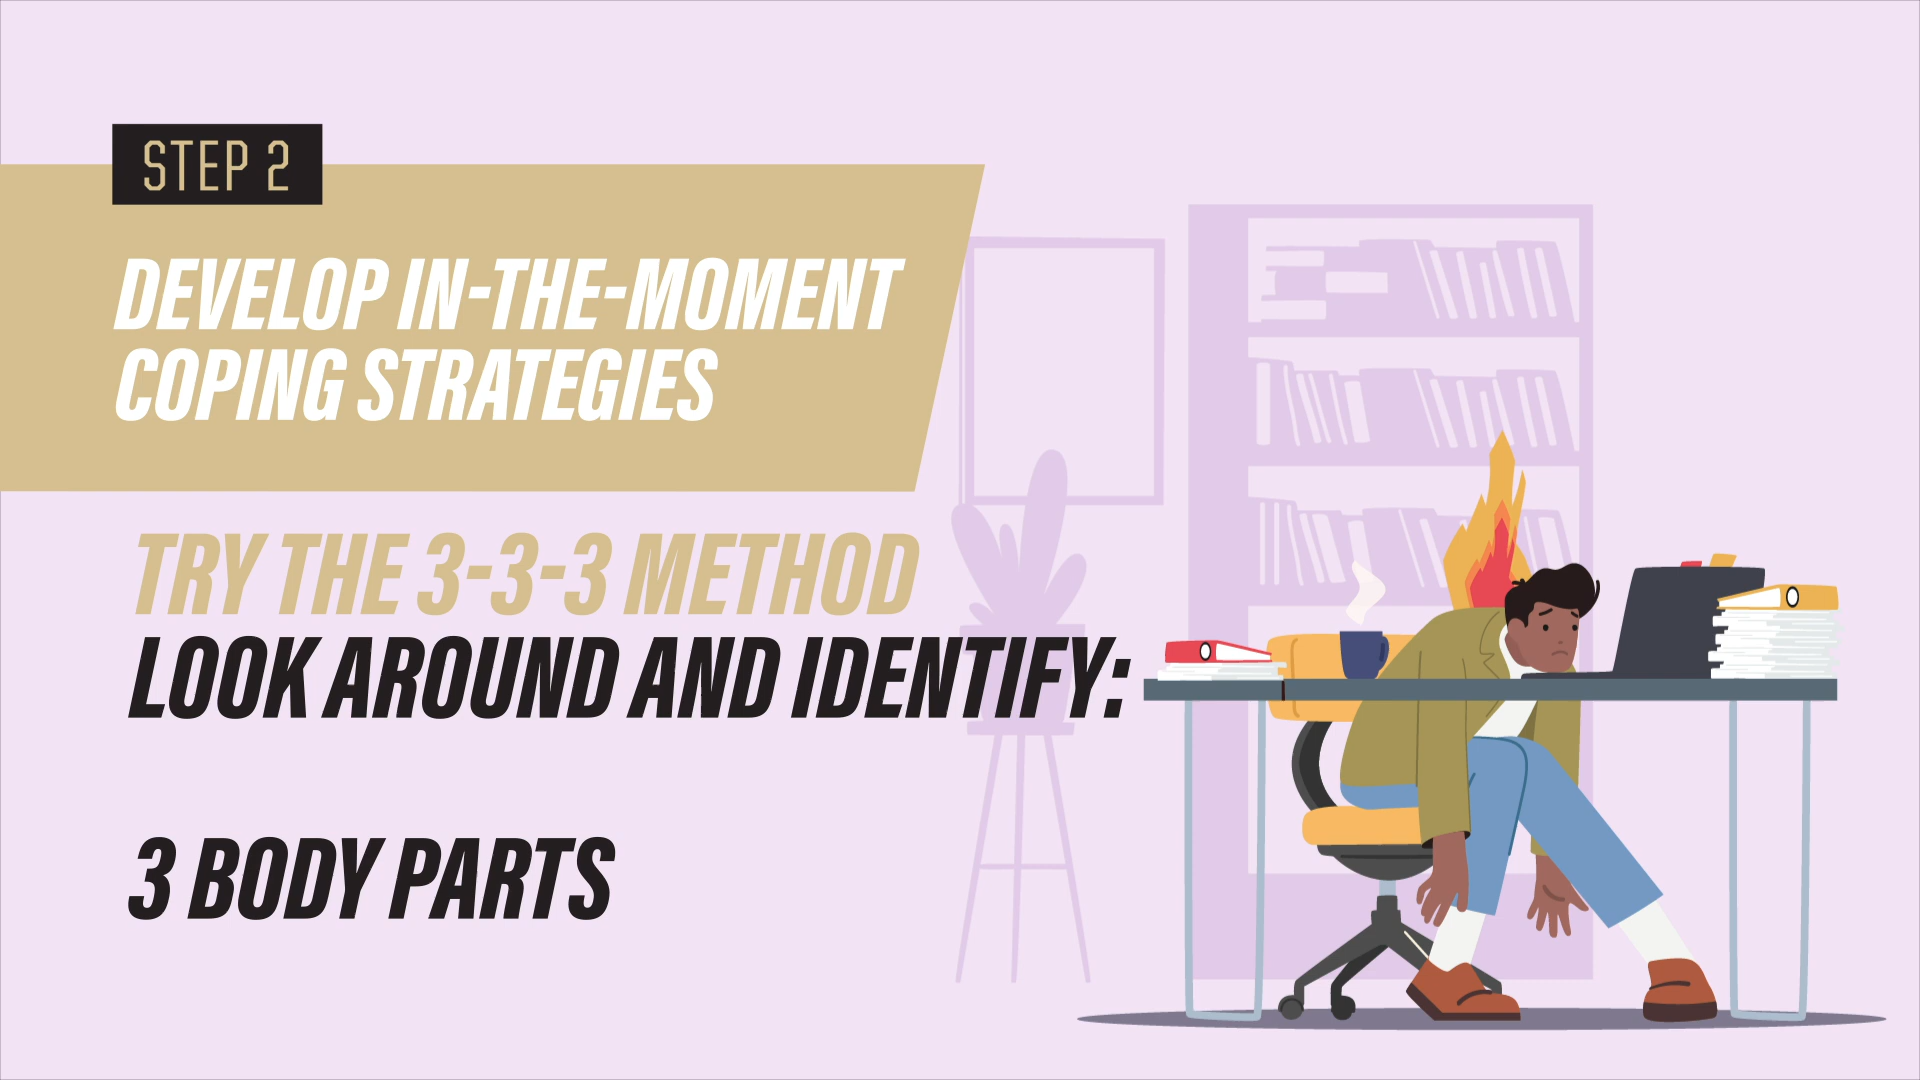 STEP 2
DEVELOP IN-THE-MOMENT
COPING STRATEGIES
TRY THE 3-3-3 METHOD
LOOK AROUND AND IDENTIFY:
3 BODY PARTS